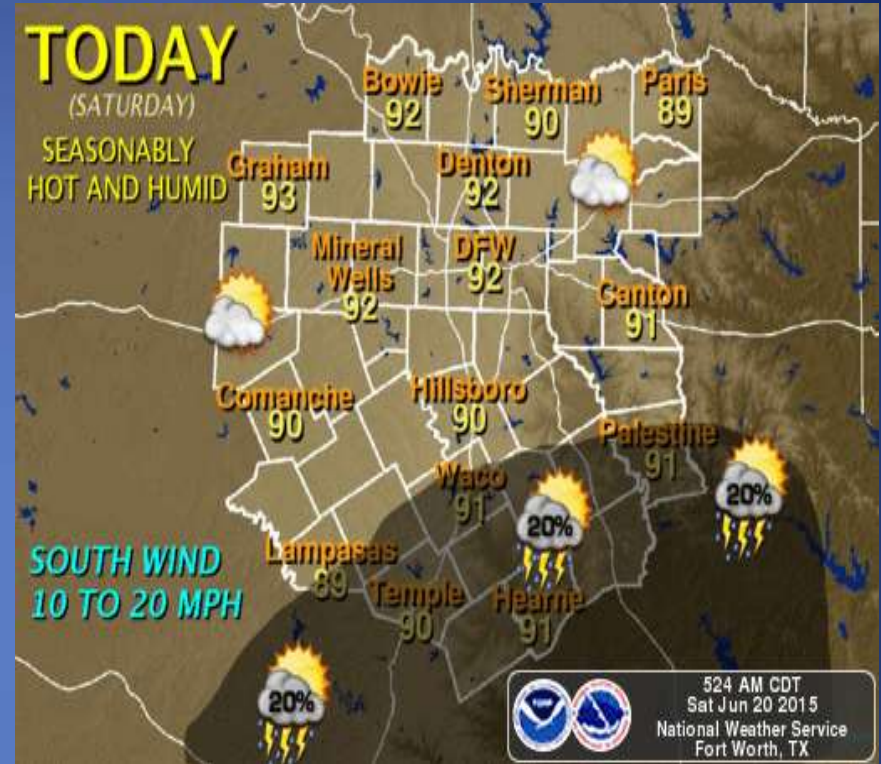 TODAY
(SATURDAY)
SEASONABLY
HOT AND HUMID
Bowie
92
Sherman
90
Paris
89
Graham
93
Denton
92
Mineral
Wells
92
DFW
92
Canton
91
Comanche
90
Hillsboro
90
Palestine
91
Waco
91
20%
20%
SOUTH WIND
10 TO 20 MPH
Lampasas
89
Temple
90
Hearne
91
20%
524 AM CDT
Sat Jun 20 2015
National Weather Service
Fort Worth, TX